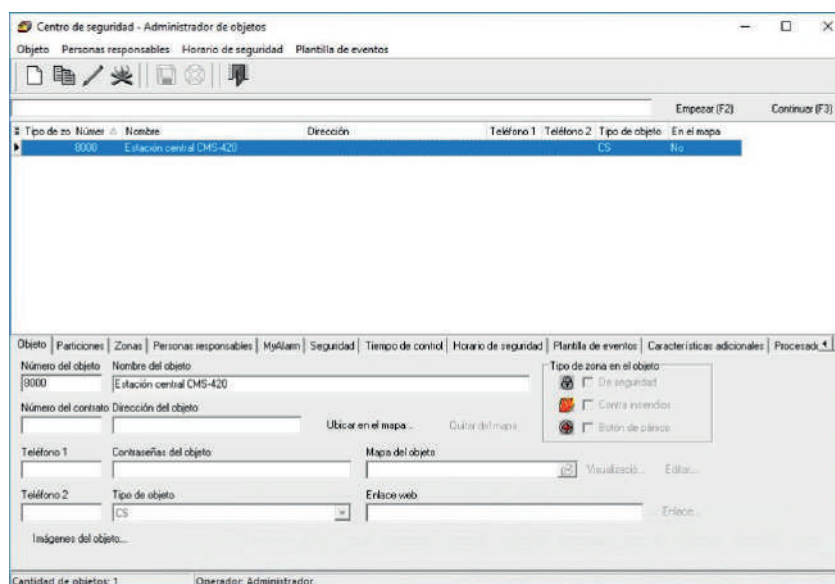 Centro de seguridad - Administrador de objetos
Objeto Personas responsables Horario de seguridad Plantilla de eventos
Empezar (F2) Continuar (F3)
Tipo de zo Númer Nombre Dirección Teléfono 1 Teléfono 2 Tipo de objeto En el mapa
8000 Estación central CMS-420 CS No
Objeto Particiones Zonas Personas responsables MyAlarm Seguridad Tiempo de control Horario de seguridad Plantilla de eventos Características adicionales Procesado
Número del objeto Nombre del objeto Tipo de zona en el objeto
8000 Estación central CMS-420 De seguridad
Número del contrato Dirección del objeto Contra incendios
Ubicar en el mapa... Quitar del mapa Botón de pánico
Teléfono 1 Contraseñas del objeto Mapa del objeto
Visualizació... Editar...
Teléfono 2 Tipo de objeto Enlace web
CS Enlace...
Imágenes del objeto...
Cantidad de objetos: 1 Operador: Administrador